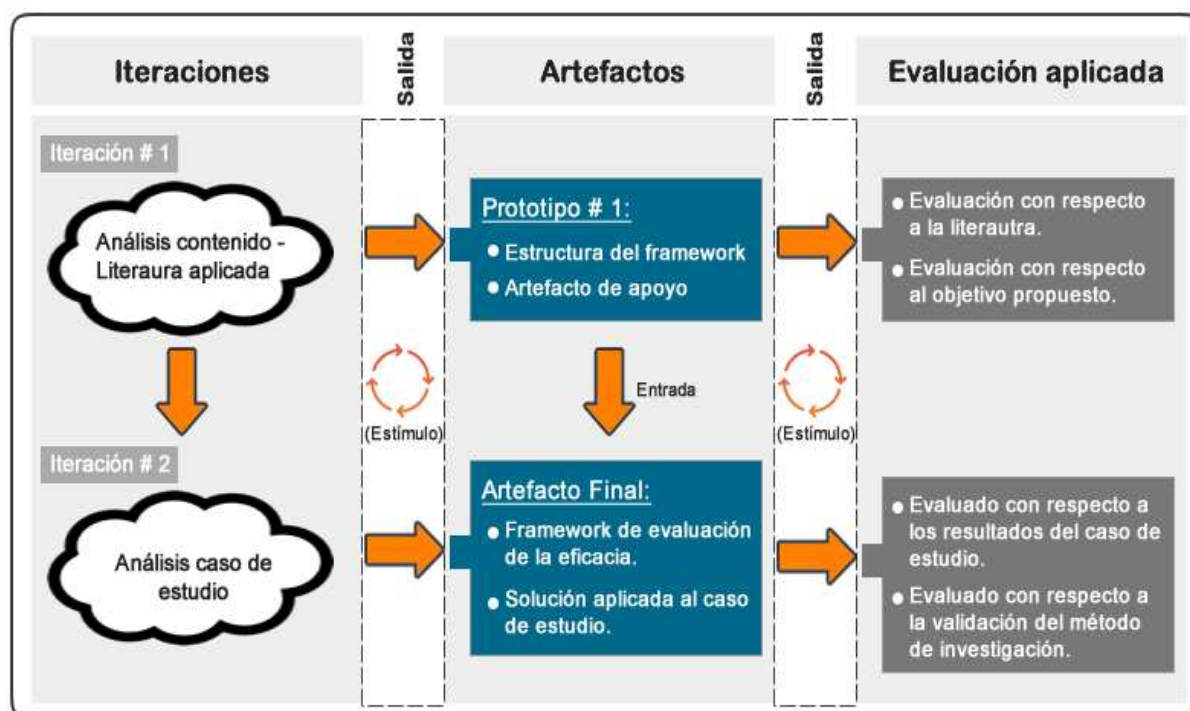 Iteraciones
Salida
Artefactos
Salida
Evaluación aplicada
Iteración # 1
Análisis contenido -
Literaura aplicada
Prototipo # 1:
Estructura del framework
Artefacto de apoyo
Evaluación con respecto
a la literautra.
Evaluación con respecto
al objetivo propuesto.
(Estímulo)
Entrada
(Estímulo)
Iteración # 2
Análisis caso de
estudio
Artefacto Final:
Framework de evaluación
de la eficacia.
Solución aplicada al caso
de estudio.
Evaluado con respecto a
los resultados del caso de
estudio.
Evaluado con respecto a
la validación del método
de investigación.